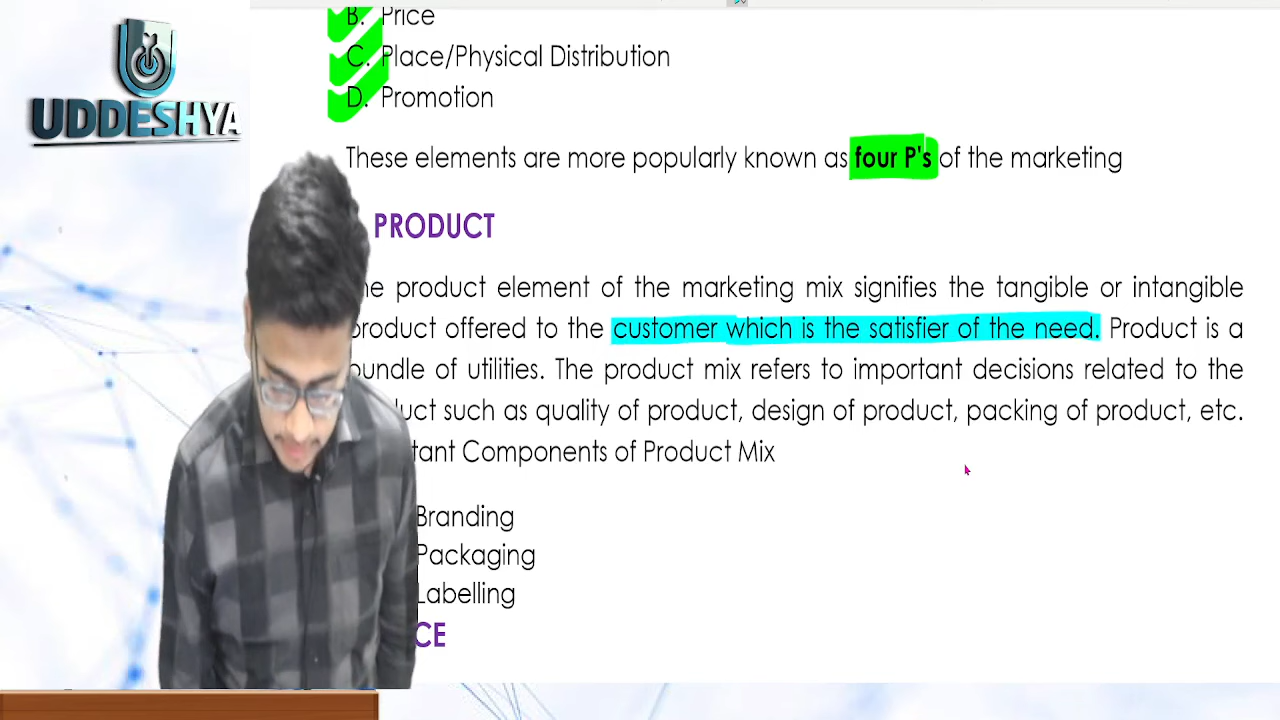 B. Price
UDDESHYA
C. Place/Physical Distribution
D. Promotion
These elements are more popularly known as four P's of the marketing
PRODUCT
product element of the marketing mix signifies the tangible or intangible
product offered to the customer which is the satisfier of the need. Product is a
of utilities. The product mix refers to important decisions related to the
such as quality of product, design of product, packing of product, etc.
Components of Product Mix
Branding
Packaging
Labelling